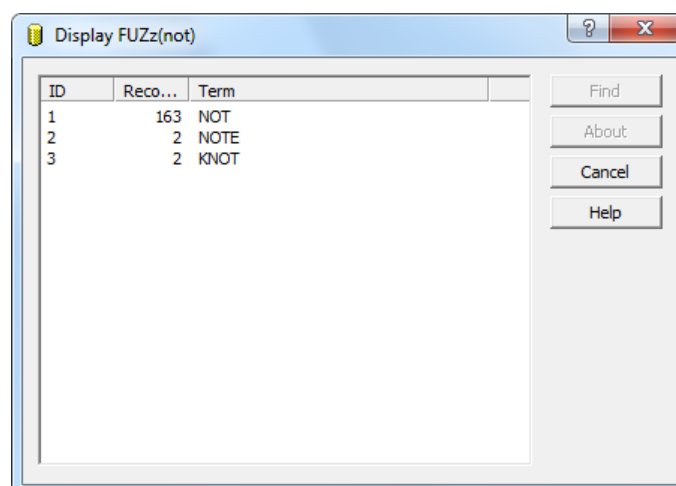 Display FUZz(not)
ID Reco... Term
1 163 NOT
2 2 NOTE
3 2 KNOT
Find
About
Cancel
Help